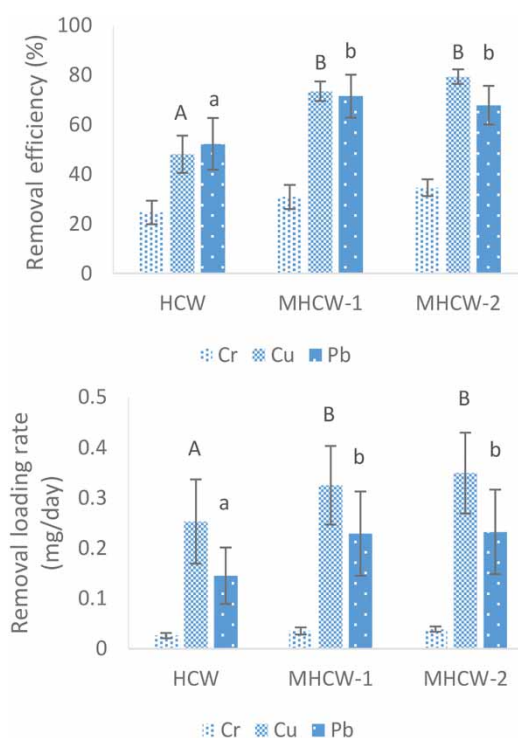 Removal efficiency (%)
100
80
60
40
20
0
A
a
B
b
B
b
HCW
MHCW-1
MHCW-2
Cr
Cu
Pb
Removal loading rate
(mg/day)
0.5
0.4
0.3
0.2
0.1
0
A
a
B
b
B
b
HCW
MHCW-1
MHCW-2
Cr
Cu
Pb